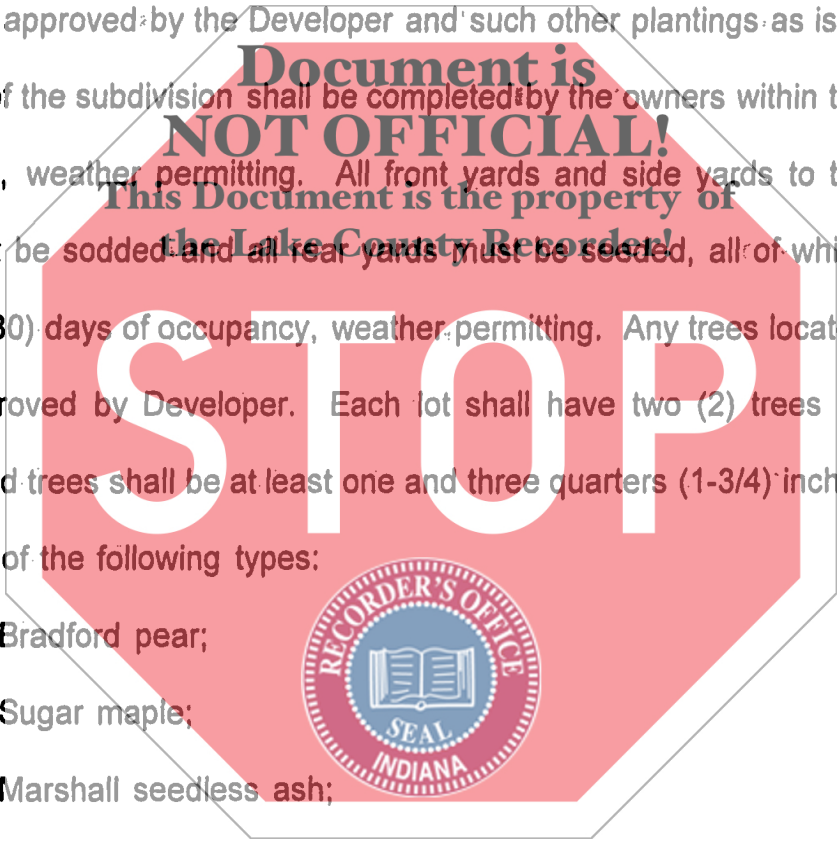 approved by the Developer and such other plantings as is
Document is
of the subdivision shall be completed by the owners within
NOT OFFICIAL!
, weather permitting. All front yards and side yards to
This Document is the property of
be sodded and all rear yards must be seeded, all of
the Lake County Recorder!
30) days of occupancy, weather permitting. Any trees
STOP
by Developer. Each lot shall have two (2) trees
trees shall be at least one and three quarters (1-3/4)
of the following types:
RECORDER'S OFFICE
Bradford pear;
Sugar maple;
SEAL
INDIANA
Marshall seedless ash;